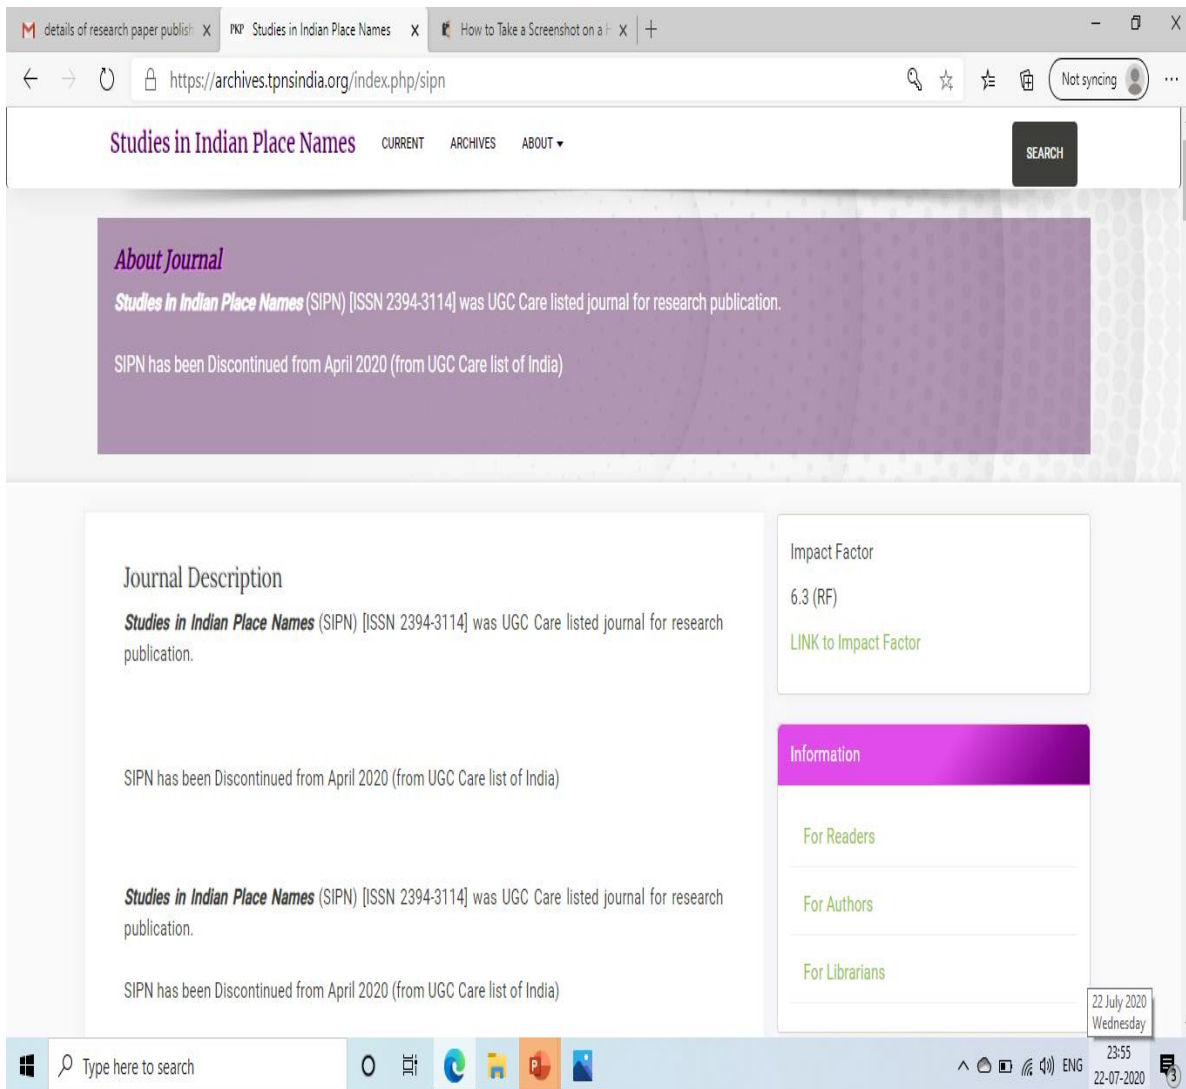 details of research paper publish
PKP Studies in Indian Place Names
How to Take a Screenshot on a H
https://archives.tpnsindia.org/index.php/sipn
Not syncing
Studies in Indian Place Names CURRENT ARCHIVES ABOUT
SEARCH
About Journal
Studies in Indian Place Names (SIPN) [ISSN 2394-3114] was UGC Care listed journal for research publication.
SIPN has been Discontinued from April 2020 (from UGC Care list of India)
Journal Description
Studies in Indian Place Names (SIPN) [ISSN 2394-3114] was UGC Care listed journal for research
publication.
SIPN has been Discontinued from April 2020 (from UGC Care list of India)
Studies in Indian Place Names (SIPN) [ISSN 2394-3114] was UGC Care listed journal for research
publication.
SIPN has been Discontinued from April 2020 (from UGC Care list of India)
Impact Factor
6.3 (RF)
LINK to Impact Factor
Information
For Readers
For Authors
For Librarians
22 July 2020
Wednesday
Type here to search
ENG
23:55
22-07-2020
3